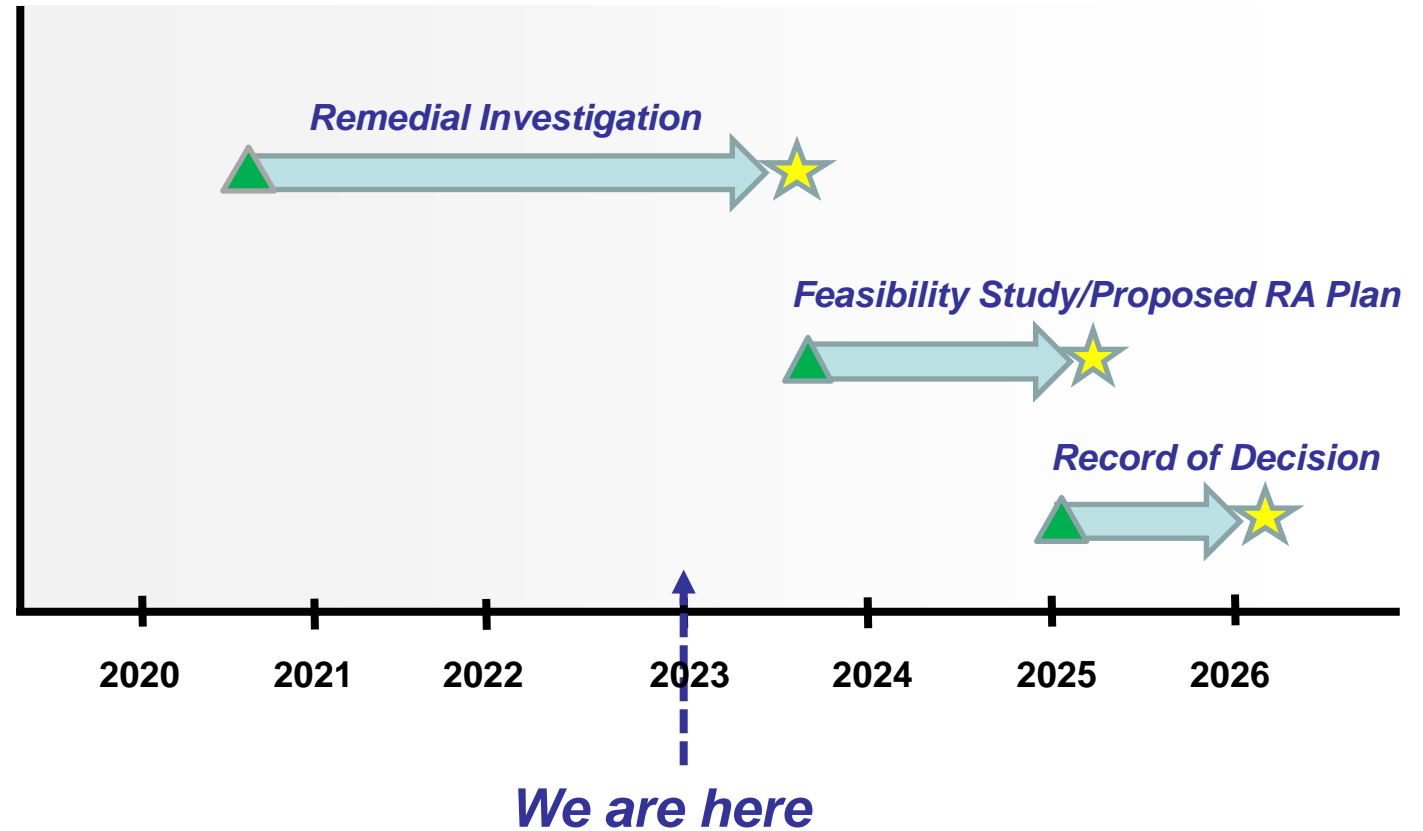 Remedial Investigation
Feasibility Study/Proposed RA Plan
Record of Decision
2020 2021 2022 2023 2024 2025 2026
We are here